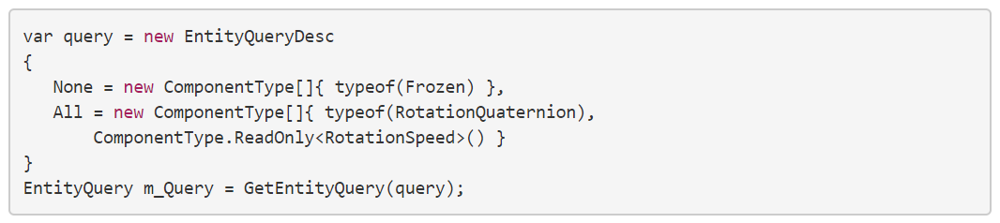 var query = new EntityQueryDesc
{
   None = new ComponentType[]{ typeof(Frozen) },
   All = new ComponentType[]{ typeof(RotationQuaternion),
       ComponentType.ReadOnly<RotationSpeed>() }
}
EntityQuery m_Query = GetEntityQuery(query);